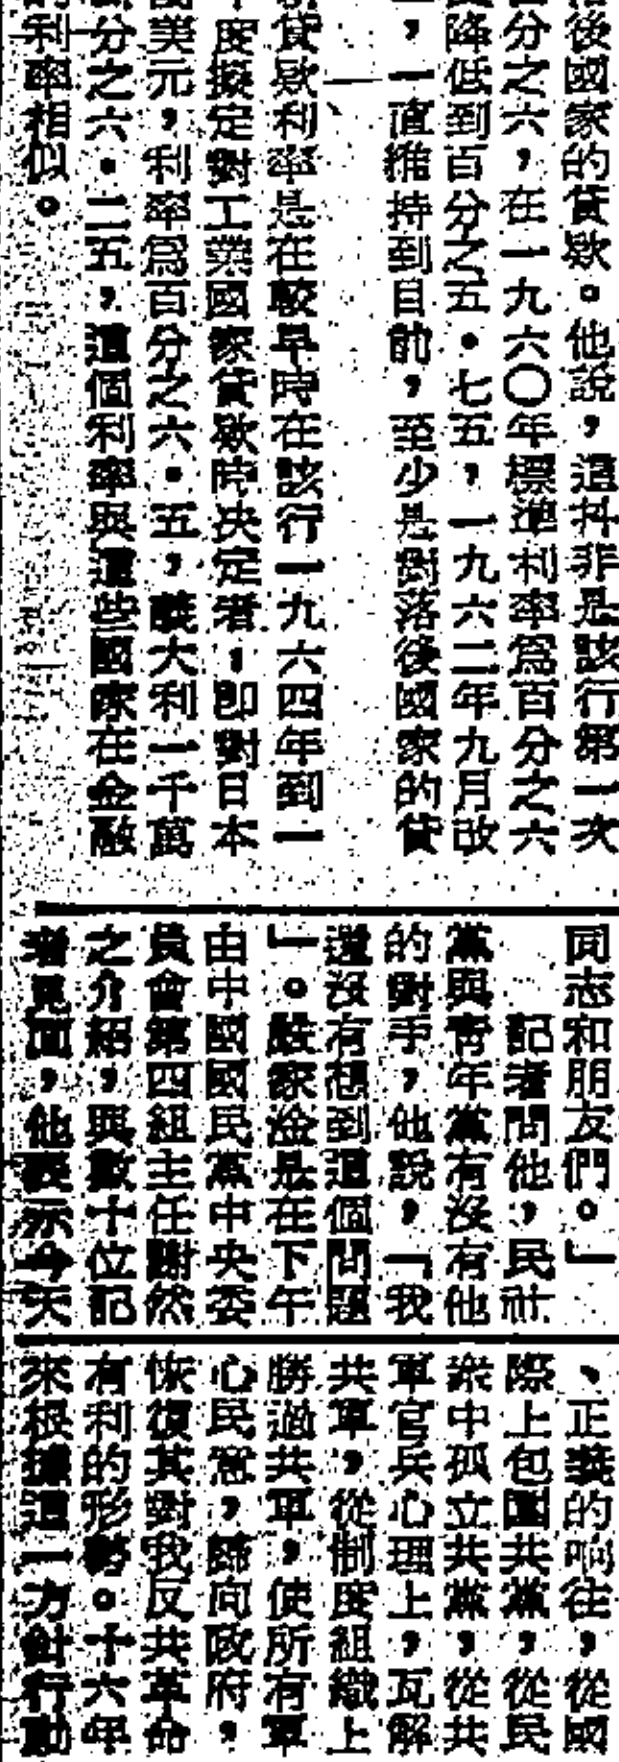 後國家的貸欵。他說，這抖非是該行第一次
分之六，在一九六〇年標準利率爲百分之六
降低到百分之五・七五，一九六二年九月改
，一直維持到目前，至少是對落後國家的貸
貸欵利率是在較早時在該行一九六四年到一
度擬定對工業國家貸欵時決定者，即對日本
美元，利率爲百分之六・五，義大利一千萬
分之六・二五，這個利率與這些國家在金融
利率相似。
同志和朋友們。」
記者問他，民社
黨與靑年黨有沒有他
的對手，他說，「我
還沒有想到這個問題
」。嚴家淦是在下午
由中國國民黨中央委
員會第四組主任謝然
之介紹，與數十位記
者見面，他表示今天
、正義的响往，從國
際上包圍共黨，從民
衆中孤立共黨，從共
軍官兵心理上，瓦解
共軍，從制度組織上
勝過共軍，使所有軍
心民意，歸向政府，
恢復其對我反共革命
有利的形勢。十六年
來根據這一方針行動